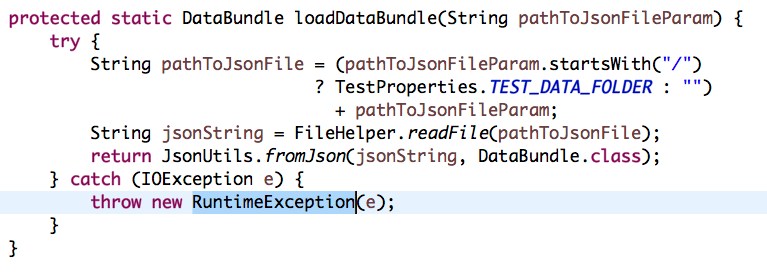 protected static DataBundle loadDataBundle(String pathToJsonFileParam) {
    try {
        String pathToJsonFile = (pathToJsonFileParam.startsWith("/")
                                ? TestProperties.TEST_DATA_FOLDER : "")
                                  + pathToJsonFileParam;
        String jsonString = FileHelper.readFile(pathToJsonFile);
        return JsonUtils.fromJson(jsonString, DataBundle.class);
    } catch (IOException e) {
        throw new RuntimeException(e);
    }
}